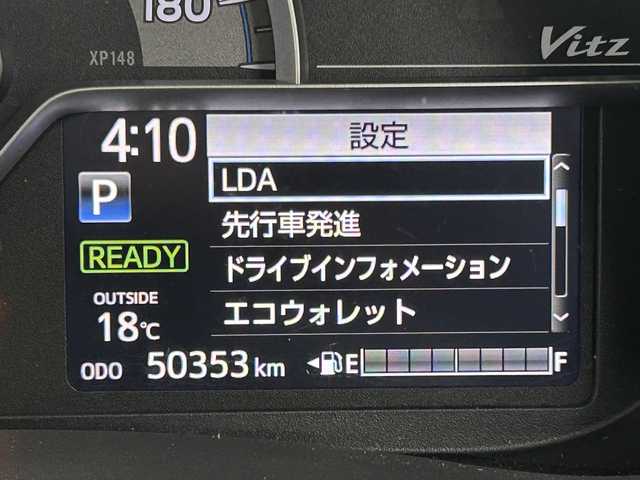 180
XP148
Vitz
4:10
設定
P
LDA
先行車発進
READY
ドライブインフォメーション
OUTSIDE
18℃
エコウォレット
ODO 50353 km
E F